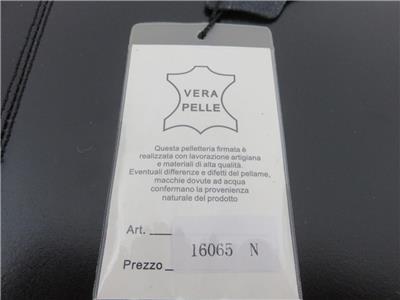 VERA
PELLE
Questa pelletteria firmata è
realizzata con lavorazione artigiana
e materiali di alta qualità.
Eventuali differenze e difetti del pellame,
macchie dovute ad acqua
confermano la provenienza
naturale del prodotto
Art.
16065 N
Prezzo